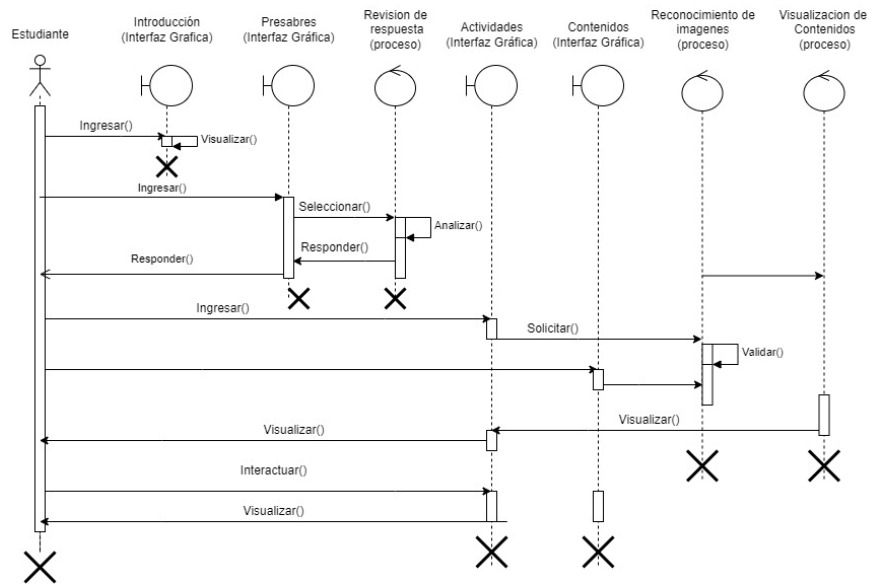 Estudiante
Introducción
(Interfaz Grafica)
Presabres
(Interfaz Gráfica)
Revision de
respuesta
(proceso)
Actividades
(Interfaz Gráfica)
Contenidos
(Interfaz Gráfica)
Reconocimiento de
imagenes
(proceso)
Visualizacion de
Contenidos
(proceso)
Ingresar()
Visualizar()
Ingresar()
Seleccionar()
Analizar()
Responder()
Responder()
Ingresar()
Solicitar()
Validar()
Visualizar()
Visualizar()
Interactuar()
Visualizar()